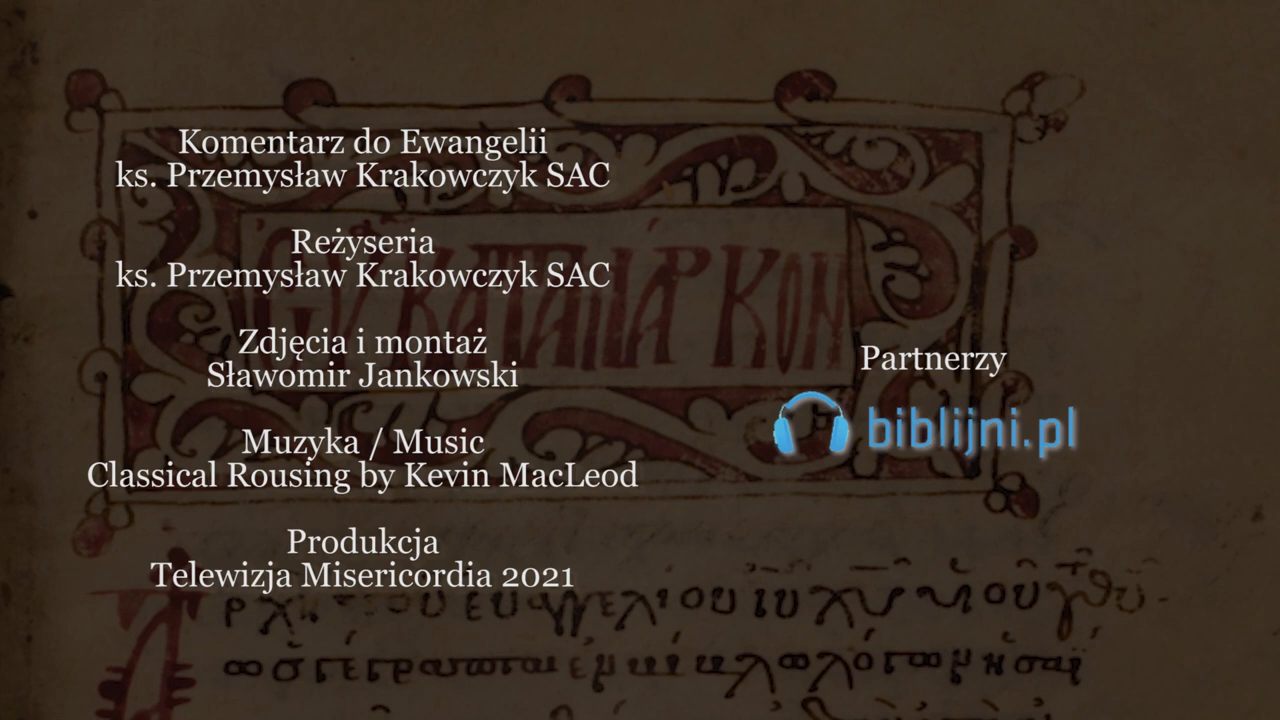 Komentarz do Ewangelii
ks. Przemysław Krakowczyk SAC
Reżyseria
ks. Przemysław Krakowczyk SAC
Zdjęcia i montaż
Sławomir Jankowski
Muzyka / Music
Classical Rousing by Kevin MacLeod
Produkcja
Telewizja Misericordia 2021
Partnerzy
biblijni.pl